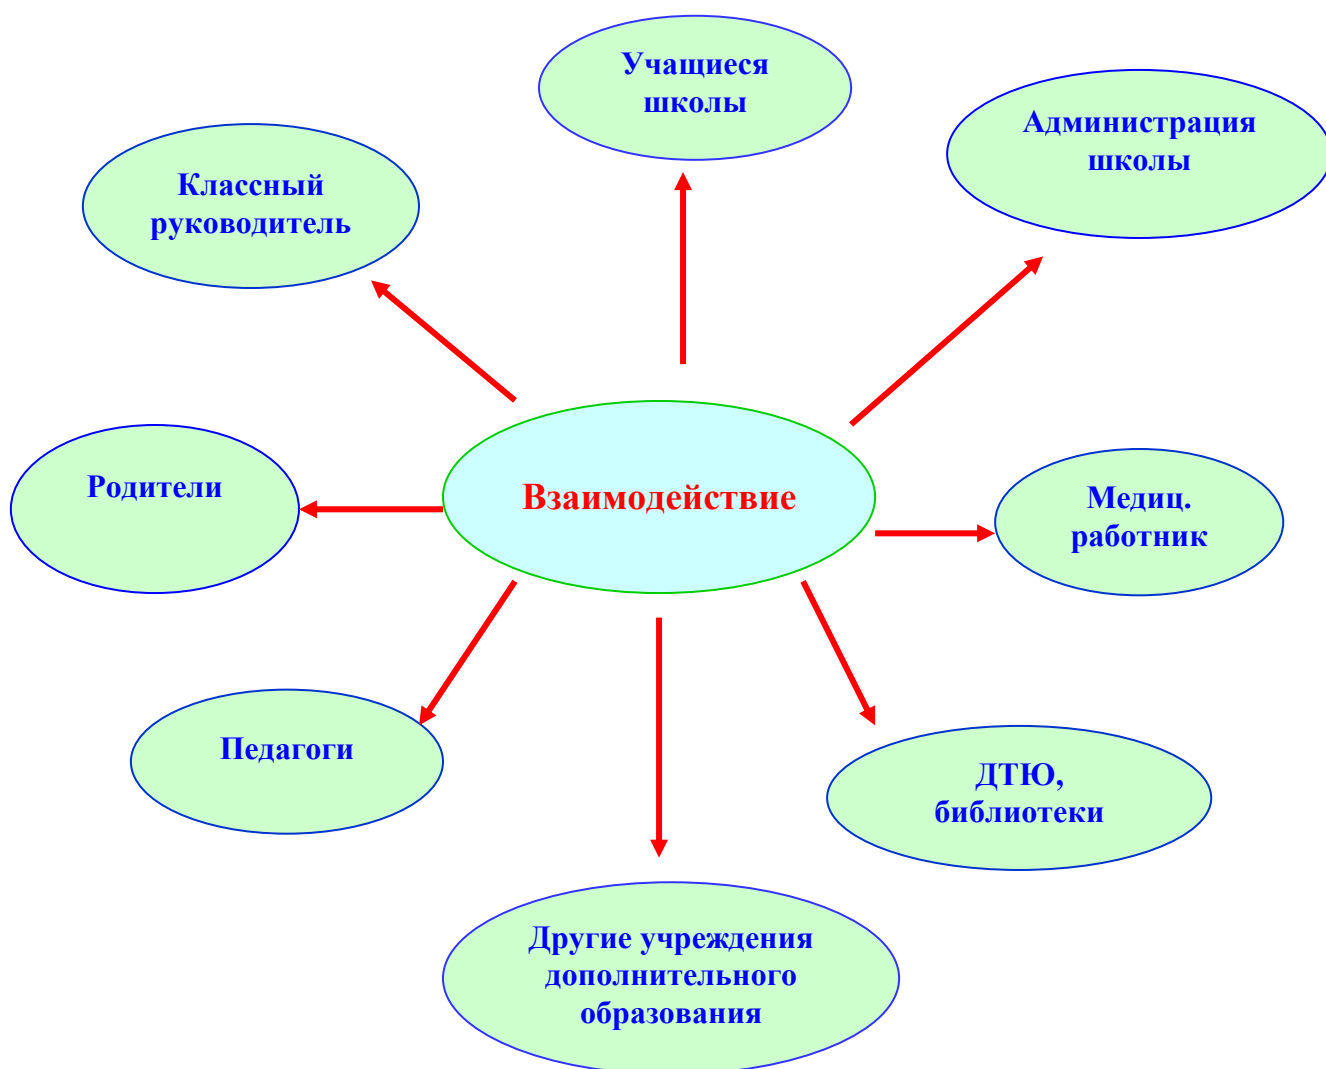 Учащиеся
школы
Администрация
школы
Классный
руководитель
Родители
Взаимодействие
Медиц.
работник
Педагоги
ДТЮ,
библиотеки
Другие учреждения
дополнительного
образования